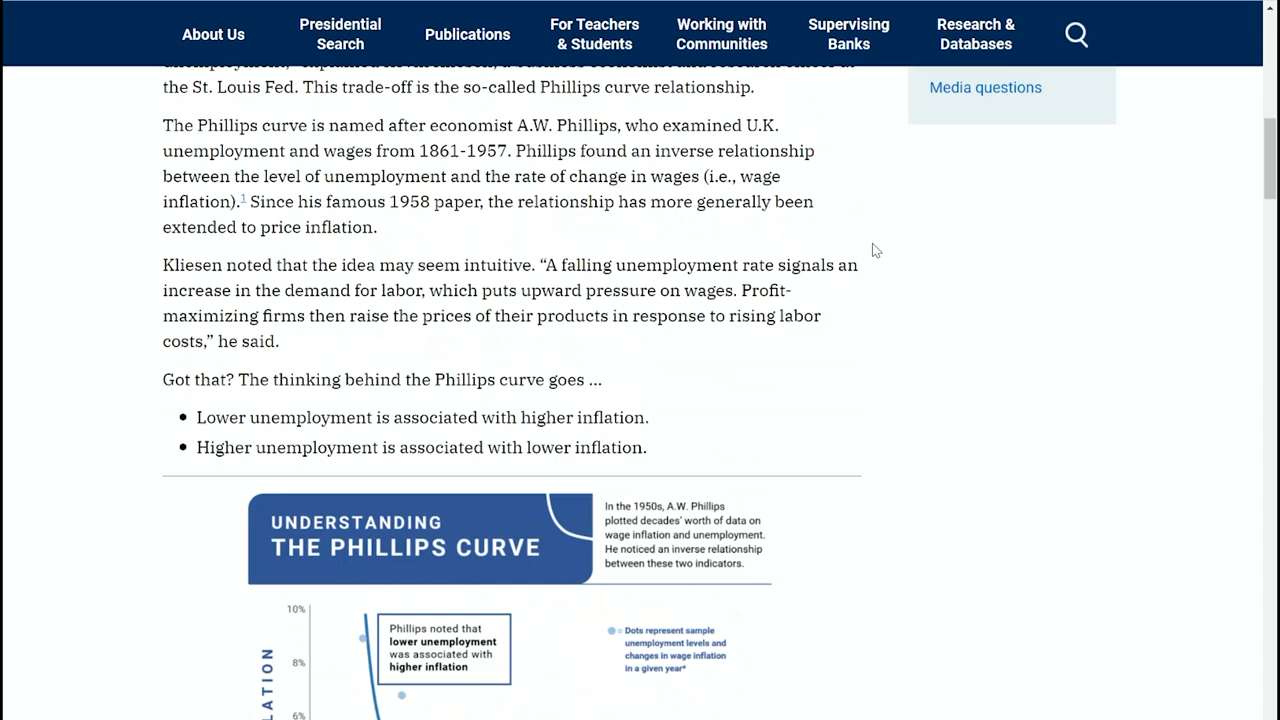 About Us
Presidential
Search
Publications
For Teachers
& Students
Working with
Communities
Supervising
Banks
Research &
Databases
the St. Louis Fed. This trade-off is the so-called Phillips curve relationship.
Media questions
The Phillips curve is named after economist A.W. Phillips, who examined U.K.
unemployment and wages from 1861-1957. Phillips found an inverse relationship
between the level of unemployment and the rate of change in wages (i.e., wage
inflation).1 Since his famous 1958 paper, the relationship has more generally been
extended to price inflation.
Kliesen noted that the idea may seem intuitive. “A falling unemployment rate signals an
increase in the demand for labor, which puts upward pressure on wages. Profit-
maximizing firms then raise the prices of their products in response to rising labor
costs,” he said.
Got that? The thinking behind the Phillips curve goes ...
• Lower unemployment is associated with higher inflation.
• Higher unemployment is associated with lower inflation.
UNDERSTANDING
THE PHILLIPS CURVE
In the 1950s, A.W. Phillips
plotted decades’ worth of data on
wage inflation and unemployment.
He noticed an inverse relationship
between these two indicators.
10%
8%
6%
LATION
Phillips noted that
lower unemployment
was associated with
higher inflation
= Dots represent sample
unemployment levels and
changes in wage inflation
in a given year*